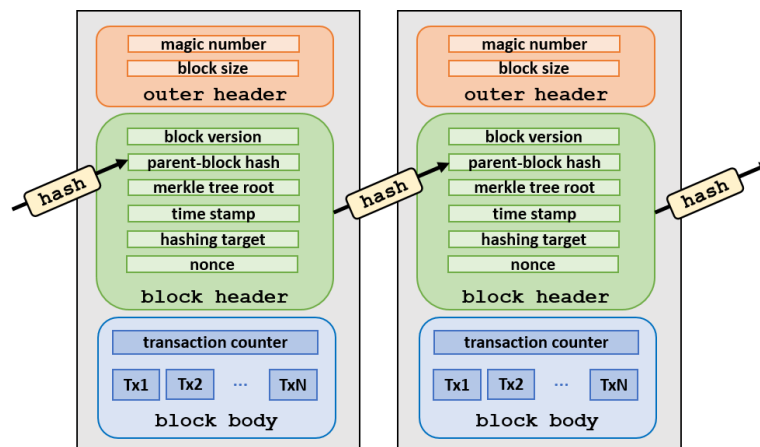 magic number
block size
outer header
block version
parent-block hash
merkle tree root
time stamp
hashing target
nonce
block header
transaction counter
Tx1 Tx2 ... TxN
block body
hash
magic number
block size
outer header
block version
parent-block hash
merkle tree root
time stamp
hashing target
nonce
block header
transaction counter
Tx1 Tx2 ... TxN
block body
hash
hash